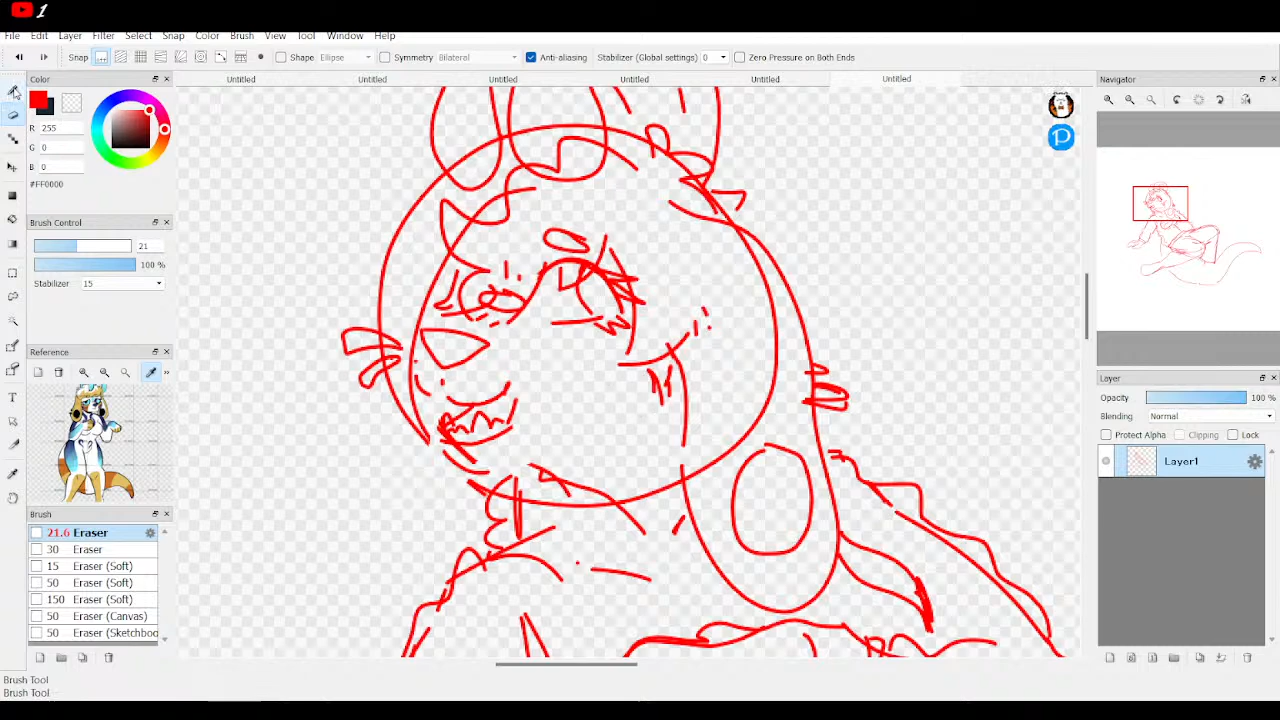 1
File Edit Layer Filter Select Snap Color Brush View Tool Window Help
Snap Shape Ellipse Symmetry Bilateral Anti-aliasing Stabilizer (Global settings) 0 Zero Pressure on Both Ends
Color
Untitled Untitled Untitled Untitled Untitled Untitled
Navigator
R 255
G 0
B 0
#FF0000
Brush Control
21
100 %
Stabilizer 15
Reference
Layer
Opacity 100 %
Blending Normal
Protect Alpha Clipping Lock
Layer1
Brush
21.6 Eraser
30 Eraser
15 Eraser (Soft)
50 Eraser (Soft)
150 Eraser (Soft)
50 Eraser (Canvas)
50 Eraser (Sketchboo
Brush Tool
Brush Tool